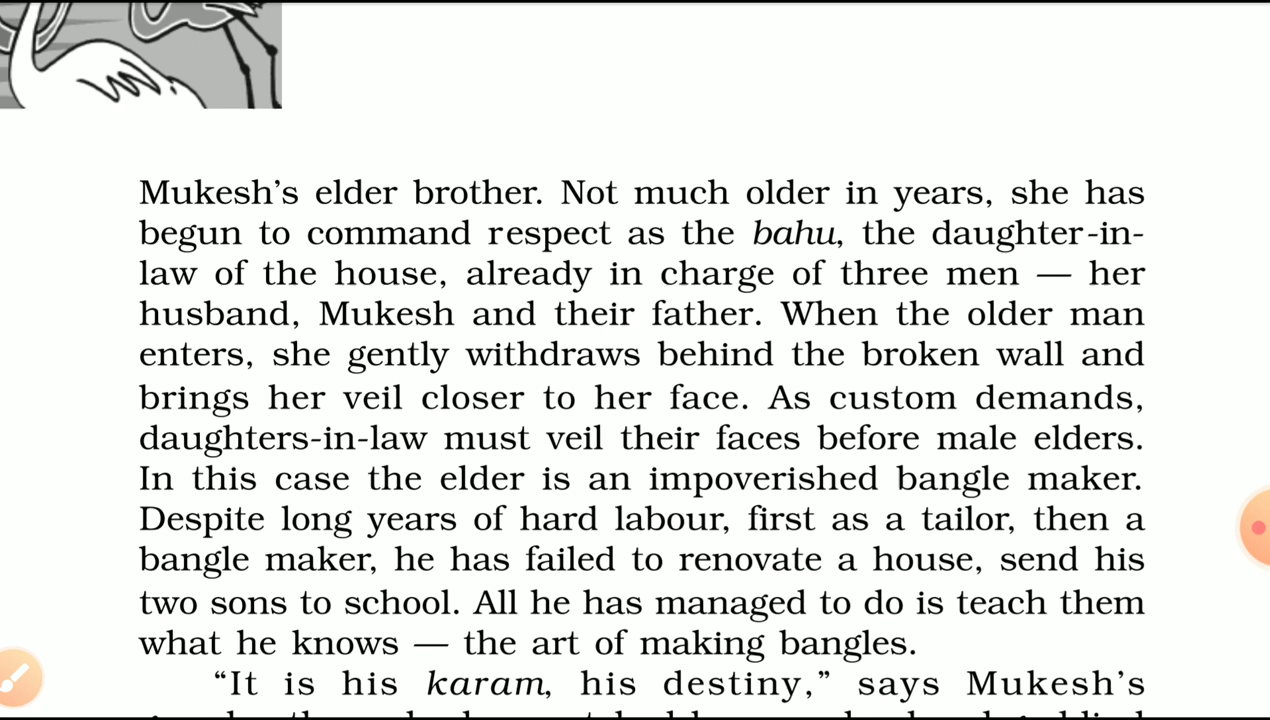 Mukesh's elder brother. Not much older in years, she has
begun to command respect as the bahu, the daughter-in-
law of the house, already in charge of three men — her
husband, Mukesh and their father. When the older man
enters, she gently withdraws behind the broken wall and
brings her veil closer to her face. As custom demands,
daughters-in-law must veil their faces before male elders.
In this case the elder is an impoverished bangle maker.
Despite long years of hard labour, first as a tailor, then a
bangle maker, he has failed to renovate a house, send his
two sons to school. All he has managed to do is teach them
what he knows — the art of making bangles.
“It is his karam, his destiny,” says Mukesh's